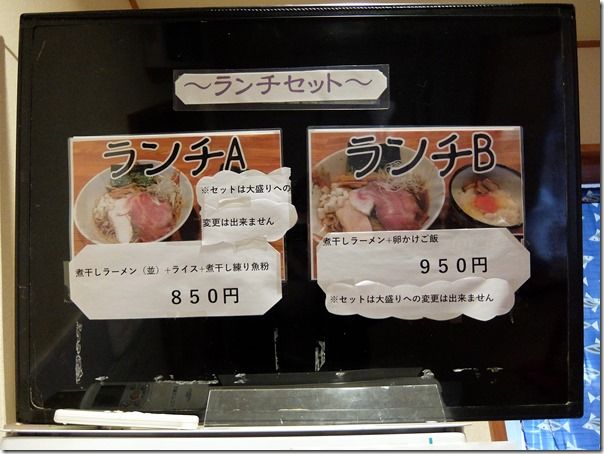 ～ランチセット～
ランチA
※セットは大盛りへの
変更は出来ません
煮干しラーメン（並）+ライス+煮干し練り魚粉
850円
ランチB
煮干しラーメン+卵かけご飯
950円
※セットは大盛りへの変更は出来ません